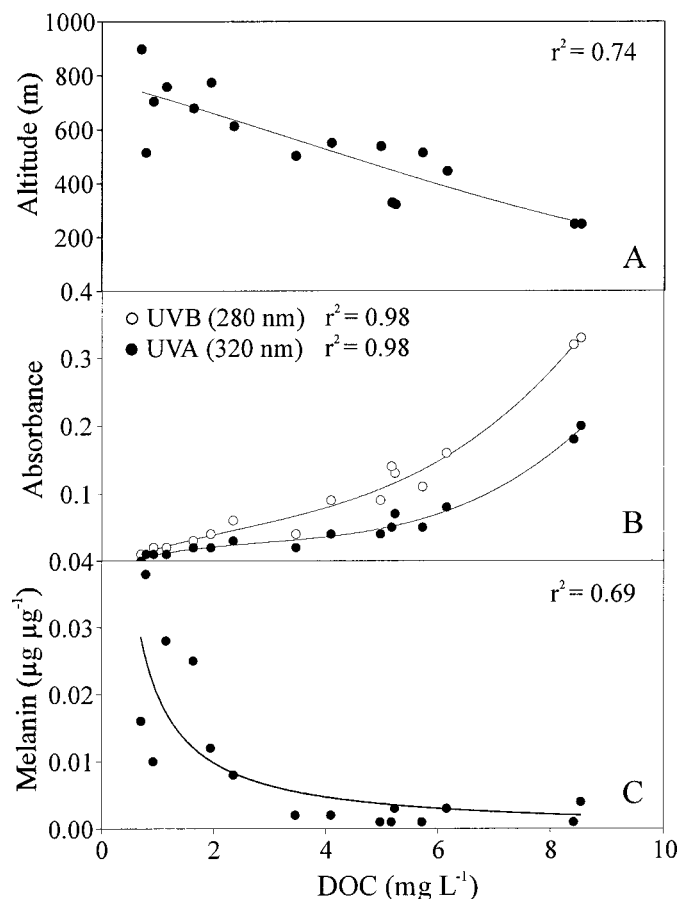 1000
r² = 0.74
800
Altitude (m)
600
400
200
A
0.4
UVB (280 nm) r² = 0.98
UVA (320 nm) r² = 0.98
0.3
Absorbance
0.2
0.1
B
0.04
r² = 0.69
0.03
Melanin (µg µg⁻¹)
0.02
0.01
C
0.00
0 2 4 6 8 10
DOC (mg L⁻¹)